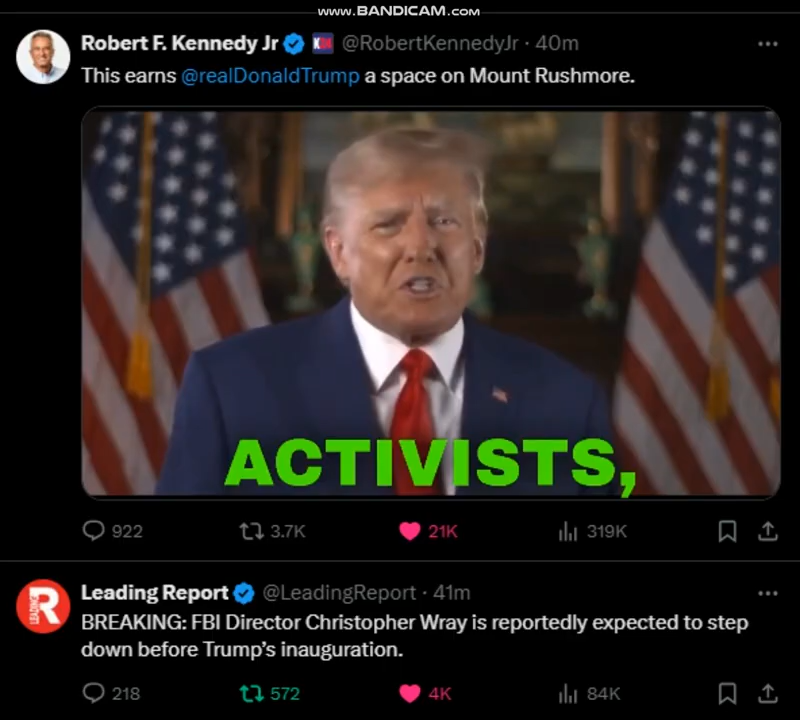 www.BANDICAM.com
Robert F. Kennedy Jr K24 @RobertKennedyJr · 40m
This earns @realDonaldTrump a space on Mount Rushmore.
ACTIVISTS,
922 3.7K 21K 319K
LEADING R
Leading Report @LeadingReport · 41m
BREAKING: FBI Director Christopher Wray is reportedly expected to step
down before Trump's inauguration.
218 572 4K 84K